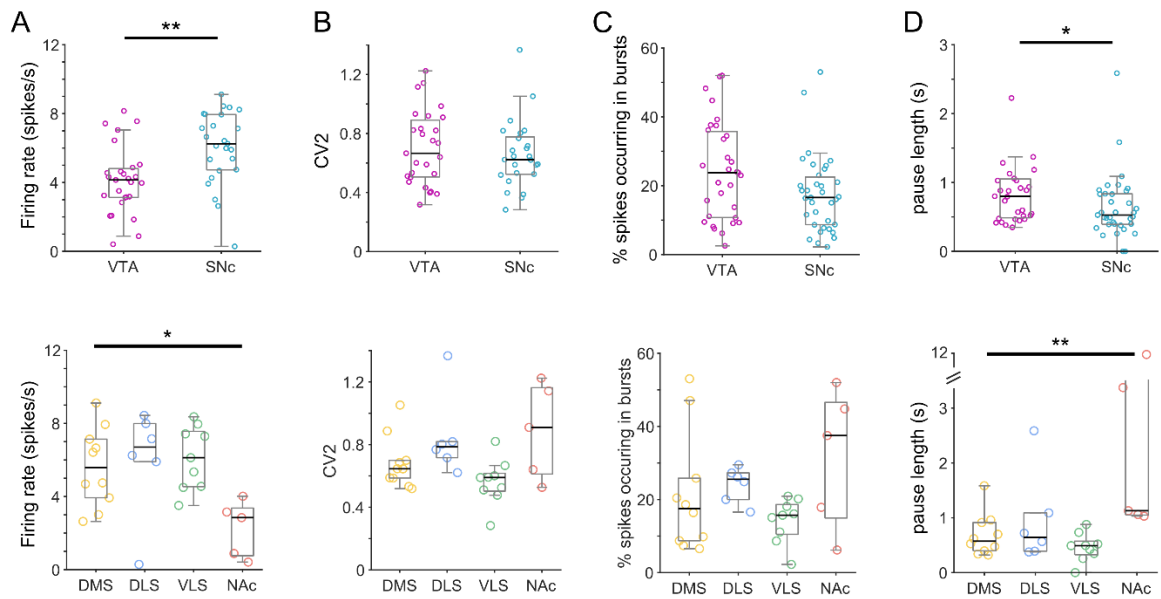 A
**
Firing rate (spikes/s)
12
8
4
0
VTA SNc
B
CV2
1.2
0.8
0.4
0
VTA SNc
C
% spikes occurring in bursts
60
40
20
0
VTA SNc
D
*
pause length (s)
3
2
1
0
VTA SNc
*
Firing rate (spikes/s)
12
8
4
0
DMS DLS VLS NAc
CV2
1.2
0.8
0.4
0
DMS DLS VLS NAc
% spikes occuring in bursts
60
40
20
0
DMS DLS VLS NAc
**
pause length (s)
12
3
2
1
0
DMS DLS VLS NAc